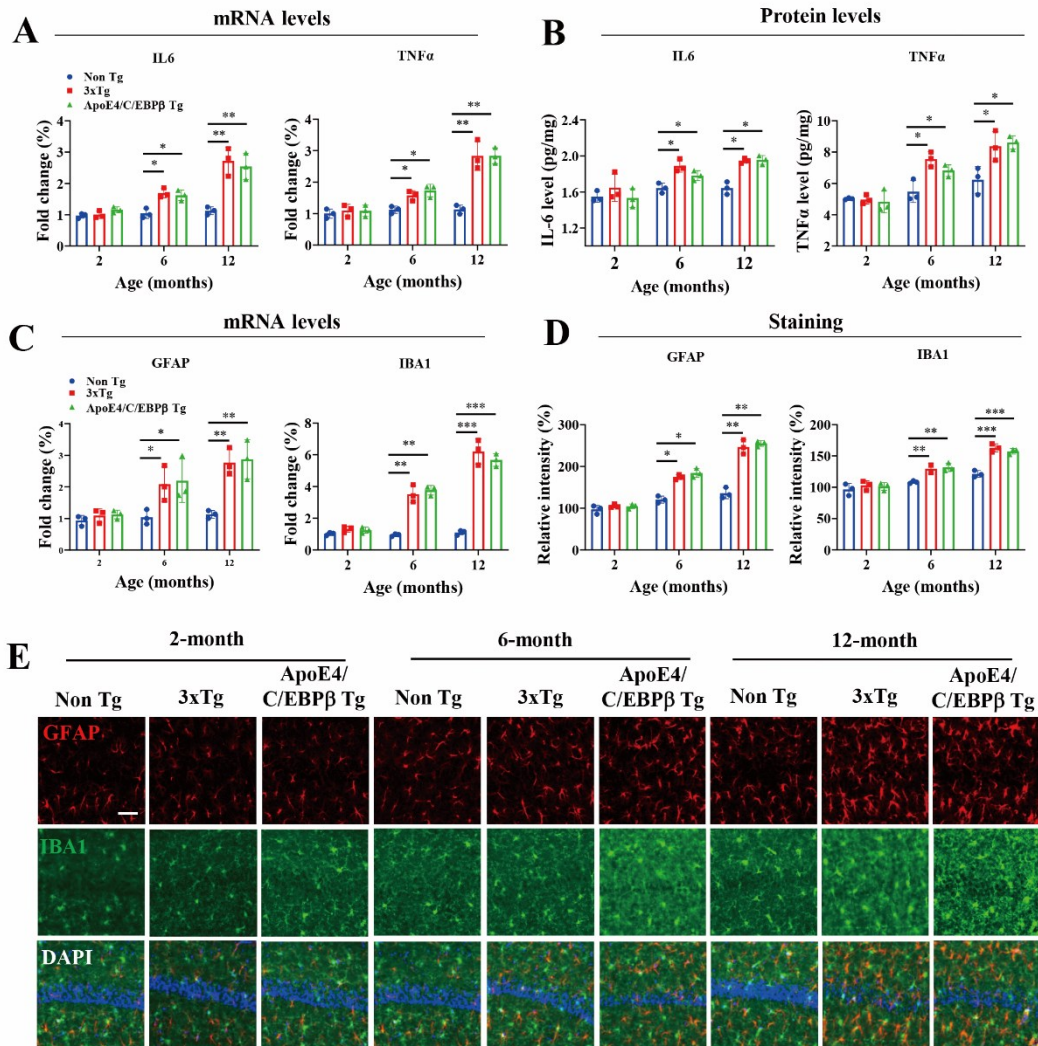 A
mRNA levels
IL6
TNFα
Non Tg
3xTg
ApoE4/C/EBPβ Tg
Fold change (%)
4
3
2
1
0
*
*
**
**
2
6
12
Age (months)
Fold change (%)
4
3
2
1
0
*
*
**
**
2
6
12
Age (months)
B
Protein levels
IL6
TNFα
IL-6 level (pg/mg)
2.4
2.0
1.6
1.2
*
*
*
*
2
6
12
Age (months)
TNFα level (pg/mg)
12
10
8
6
4
2
*
*
*
*
2
6
12
Age (months)
C
mRNA levels
GFAP
IBA1
Non Tg
3xTg
ApoE4/C/EBPβ Tg
Fold change (%)
4
3
2
1
0
*
*
**
**
2
6
12
Age (months)
Fold change (%)
8
6
4
2
0
**
**
***
***
2
6
12
Age (months)
D
Staining
GFAP
IBA1
Relative intensity (%)
300
200
100
0
*
*
**
**
2
6
12
Age (months)
Relative intensity (%)
200
150
100
50
0
**
**
***
***
2
6
12
Age (months)
E
2-month
6-month
12-month
Non Tg
3xTg
ApoE4/
C/EBPβ Tg
Non Tg
3xTg
ApoE4/
C/EBPβ Tg
Non Tg
3xTg
ApoE4/
C/EBPβ Tg
GFAP
IBA1
DAPI